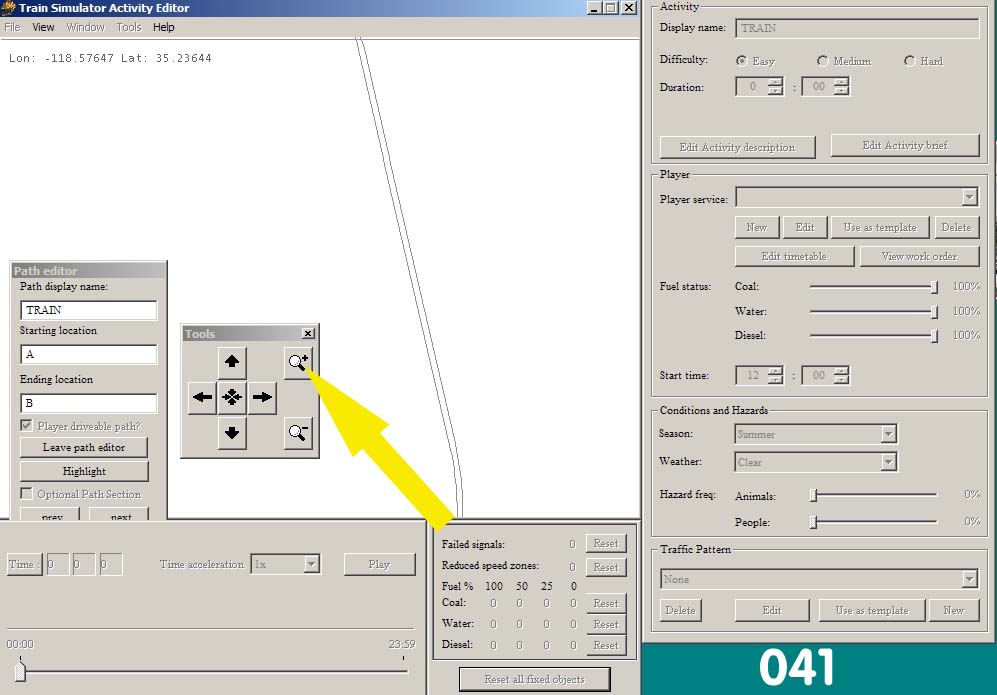 Train Simulator Activity Editor
File View Window Tools Help
Lon: -118.57647 Lat: 35.23644
Path editor
Path display name:
TRAIN
Starting location
A
Ending location
B
Player driveable path?
Leave path editor
Highlight
Optional Path Section
prev next
Tools
Time : 0 0 0 Time acceleration 1x Play
00:00 23:59
Failed signals: 0 Reset
Reduced speed zones: 0 Reset
Fuel % 100 50 25 0
Coal: 0 0 0 0 Reset
Water: 0 0 0 0 Reset
Diesel: 0 0 0 0 Reset
Reset all fixed objects
Activity
Display name: TRAIN
Difficulty: Easy Medium Hard
Duration: 0 : 00
Edit Activity description Edit Activity brief
Player
Player service:
New Edit Use as template Delete
Edit timetable View work order
Fuel status: Coal: 100%
Water: 100%
Diesel: 100%
Start time: 12 : 00
Conditions and Hazards
Season: Summer
Weather: Clear
Hazard freq: Animals: 0%
People: 0%
Traffic Pattern
None
Delete Edit Use as template New
041